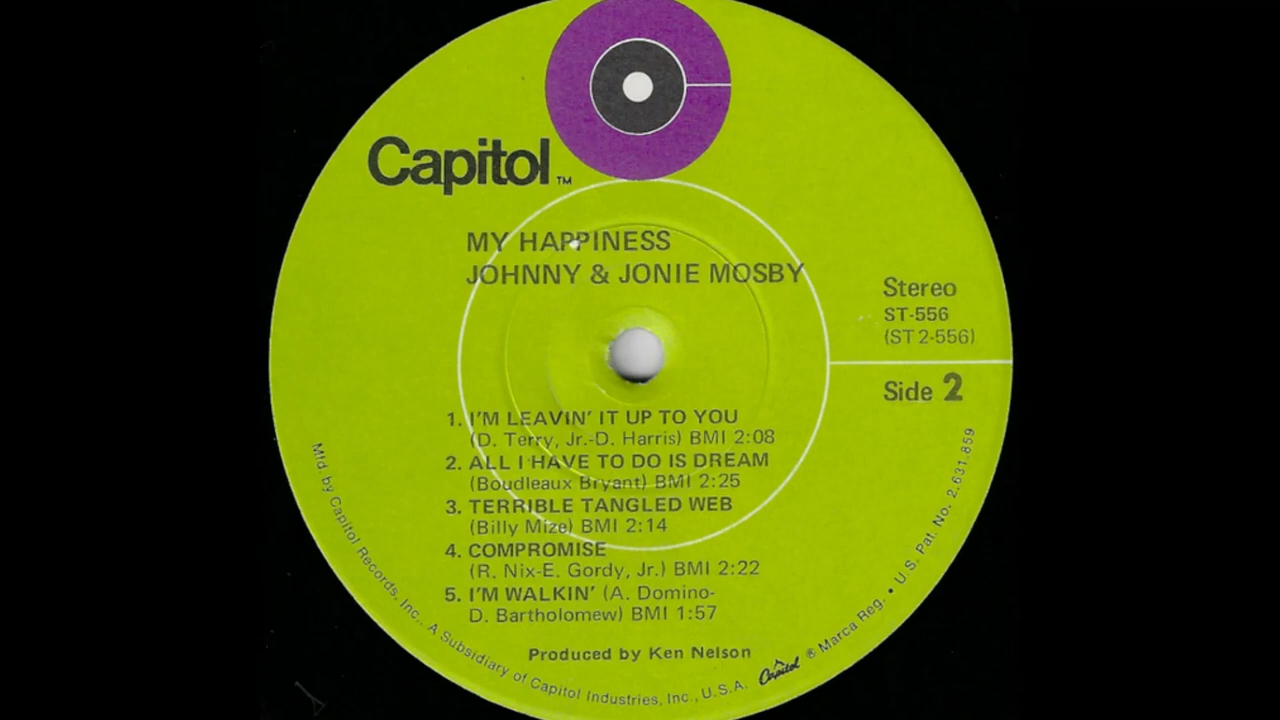 Capitol™
MY HAPPINESS
JOHNNY & JONIE MOSBY
Stereo
ST-556
(ST 2-556)
Side 2
1. I'M LEAVIN' IT UP TO YOU
(D. Terry, Jr.-D. Harris) BMI 2:08
2. ALL I HAVE TO DO IS DREAM
(Boudleaux Bryant) BMI 2:25
3. TERRIBLE TANGLED WEB
(Billy Mize) BMI 2:14
4. COMPROMISE
(R. Nix-E. Gordy, Jr.) BMI 2:22
5. I'M WALKIN' (A. Domino-
D. Bartholomew) BMI 1:57
Produced by Ken Nelson
Mfd by Capitol Records, Inc., A Subsidiary of Capitol Industries, Inc., U.S.A. Capitol ® Marca Reg. • U.S. Pat. No. 2.631.859